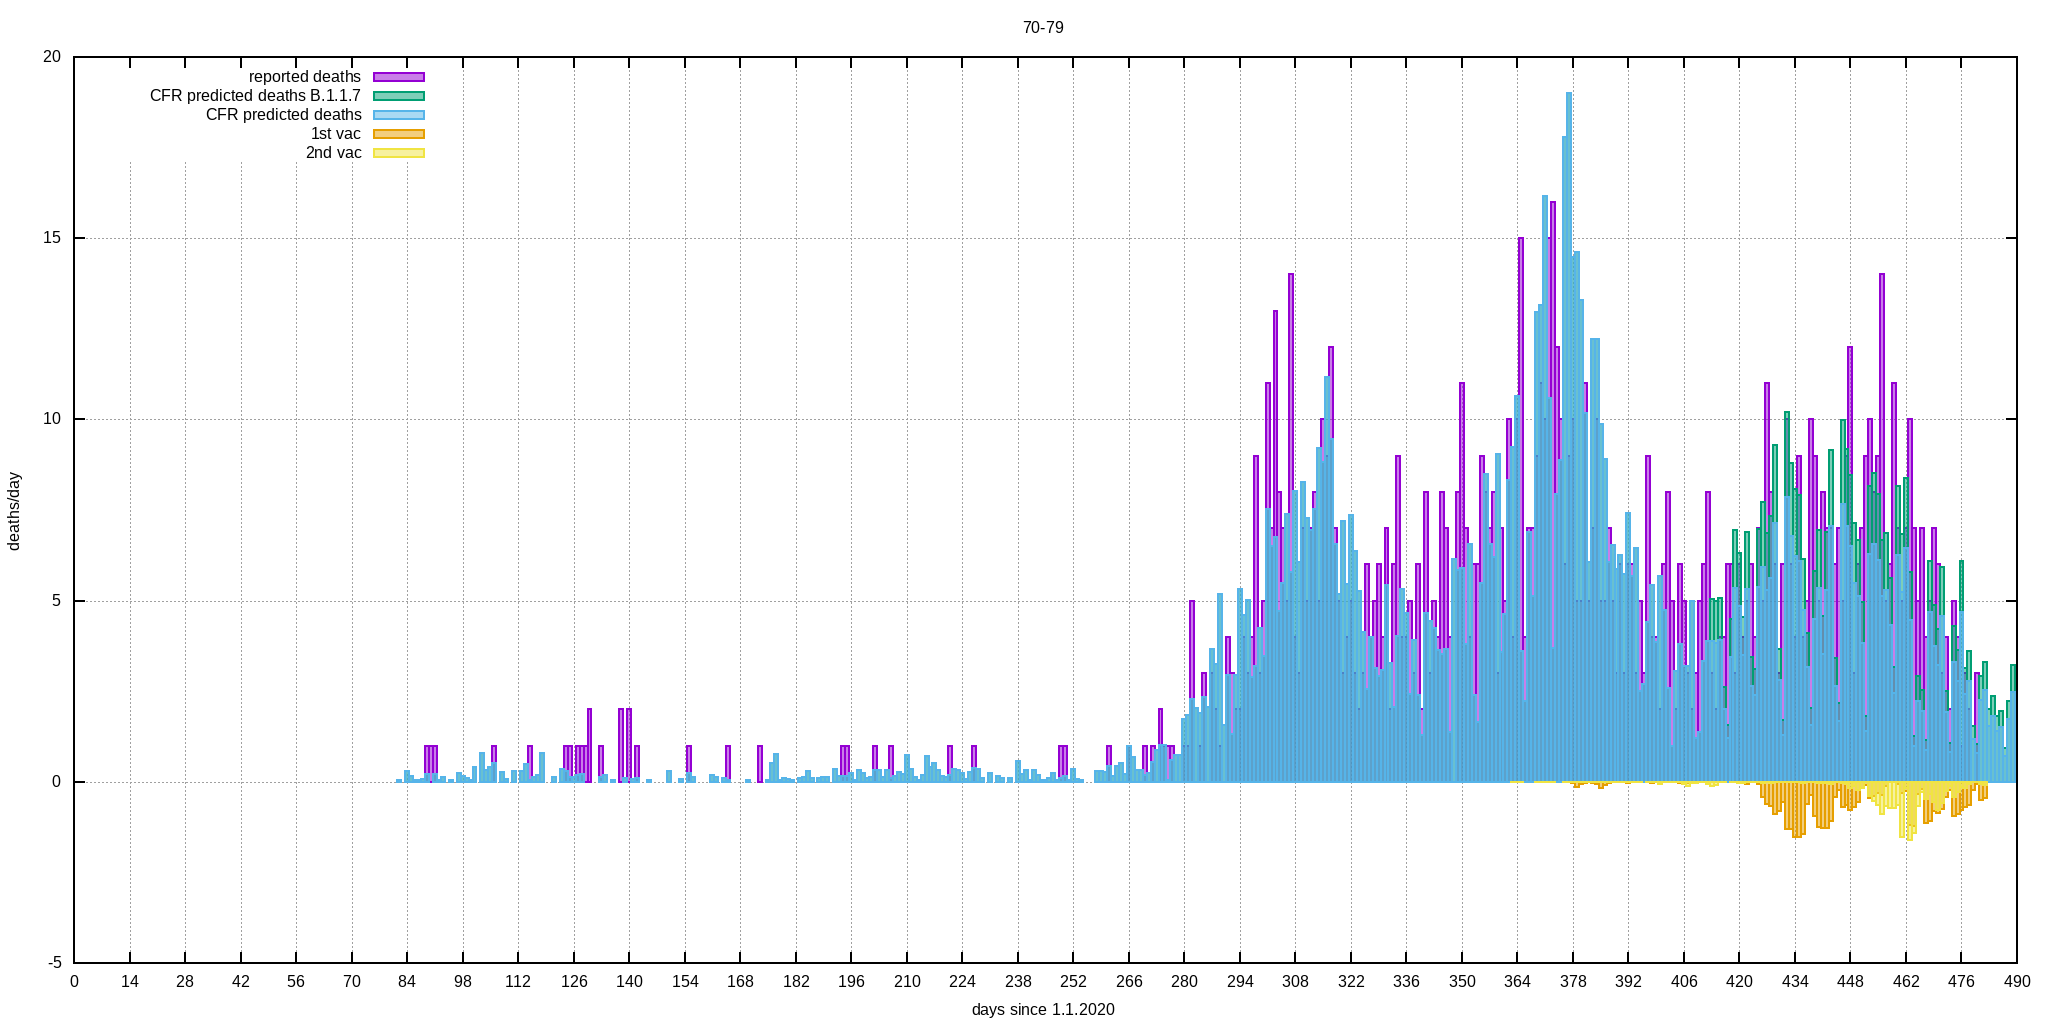 70-79
20
15
10
5
0
-5
deaths/day
reported deaths
CFR predicted deaths B.1.1.7
CFR predicted deaths
1st vac
2nd vac
0 14 28 42 56 70 84 98 112 126 140 154 168 182 196 210 224 238 252 266 280 294 308 322 336 350 364 378 392 406 420 434 448 462 476 490
days since 1.1.2020